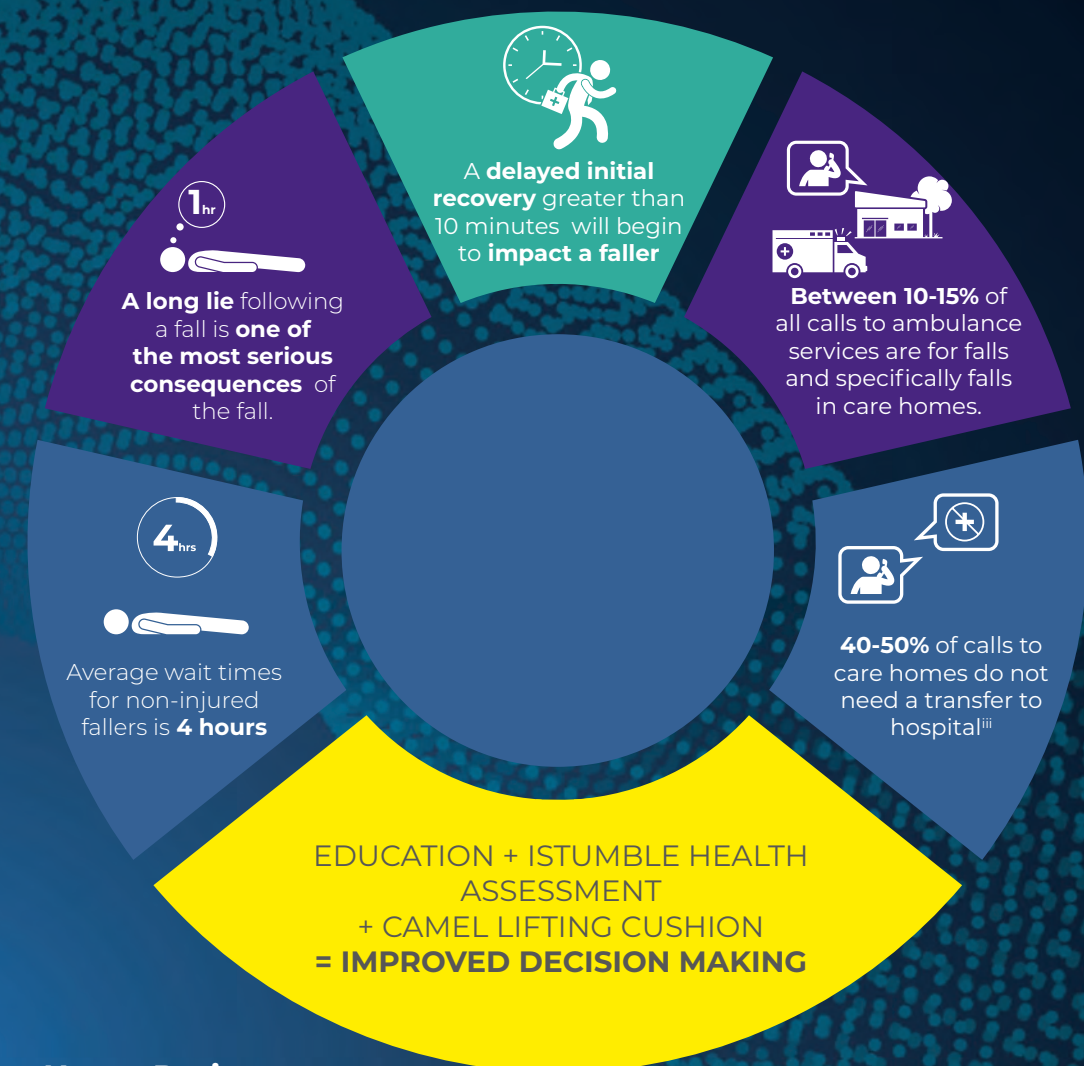 A delayed initial
recovery greater than
10 minutes will begin
to impact a faller
1hr
A long lie following
a fall is one of
the most serious
consequences of
the fall.
Between 10-15% of
all calls to ambulance
services are for falls
and specifically falls
in care homes.
4hrs
Average wait times
for non-injured
fallers is 4 hours
40-50% of calls to
care homes do not
need a transfer to
hospitaliii
EDUCATION + ISTUMBLE HEALTH
ASSESSMENT
+ CAMEL LIFTING CUSHION
= IMPROVED DECISION MAKING